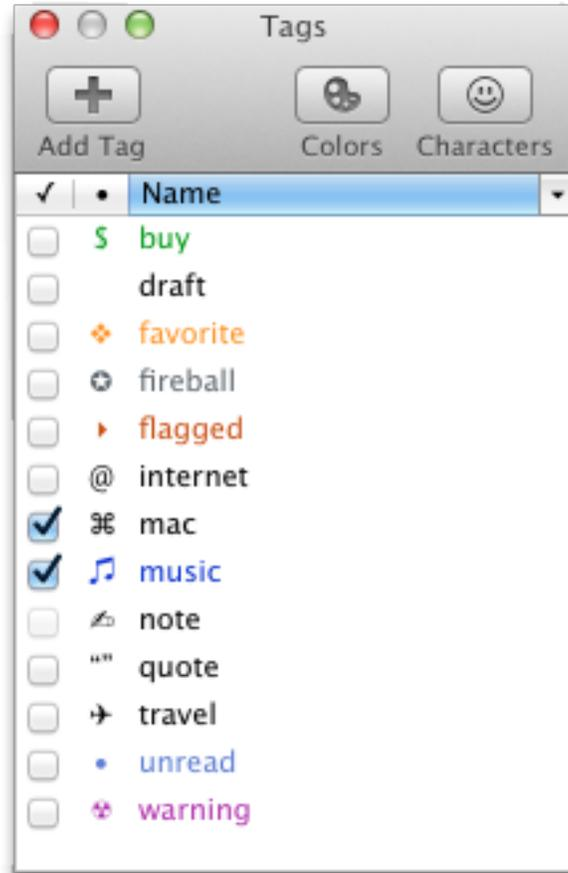 Tags
Add Tag Colors Characters
✓ • Name
$ buy
draft
❖ favorite
✪ fireball
‣ flagged
@ internet
⌘ mac
♫ music
✍ note
“” quote
✈ travel
• unread
☢ warning